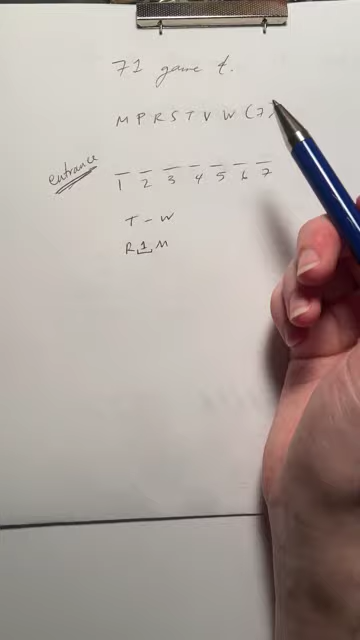 71 game 4.
M P R S T V W (7)
entrance
_ _ _ _ _ _ _
1 2 3 4 5 6 7
T - W
R 1 M